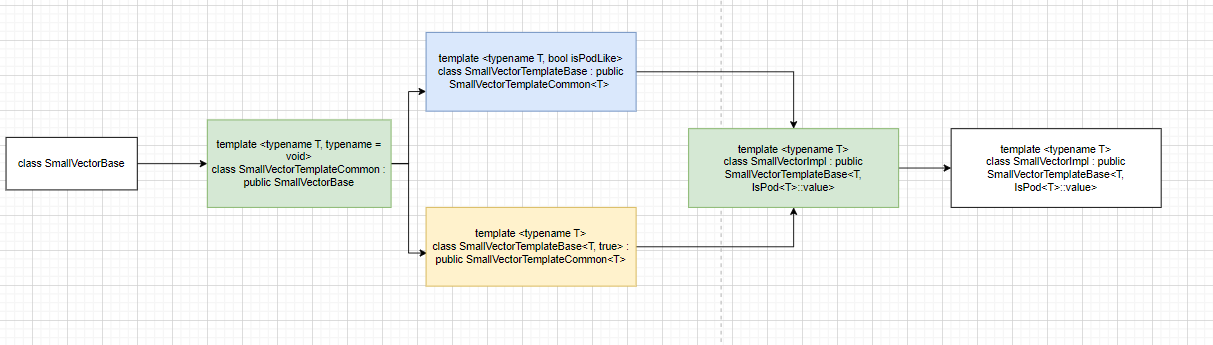 class SmallVectorBase
template <typename T, typename =
void>
class SmallVectorTemplateCommon :
public SmallVectorBase
template <typename T, bool isPodLike>
class SmallVectorTemplateBase : public
SmallVectorTemplateCommon<T>
template <typename T>
class SmallVectorTemplateBase<T, true> :
public SmallVectorTemplateCommon<T>
template <typename T>
class SmallVectorImpl : public
SmallVectorTemplateBase<T,
IsPod<T>::value>
template <typename T>
class SmallVectorImpl : public
SmallVectorTemplateBase<T,
IsPod<T>::value>